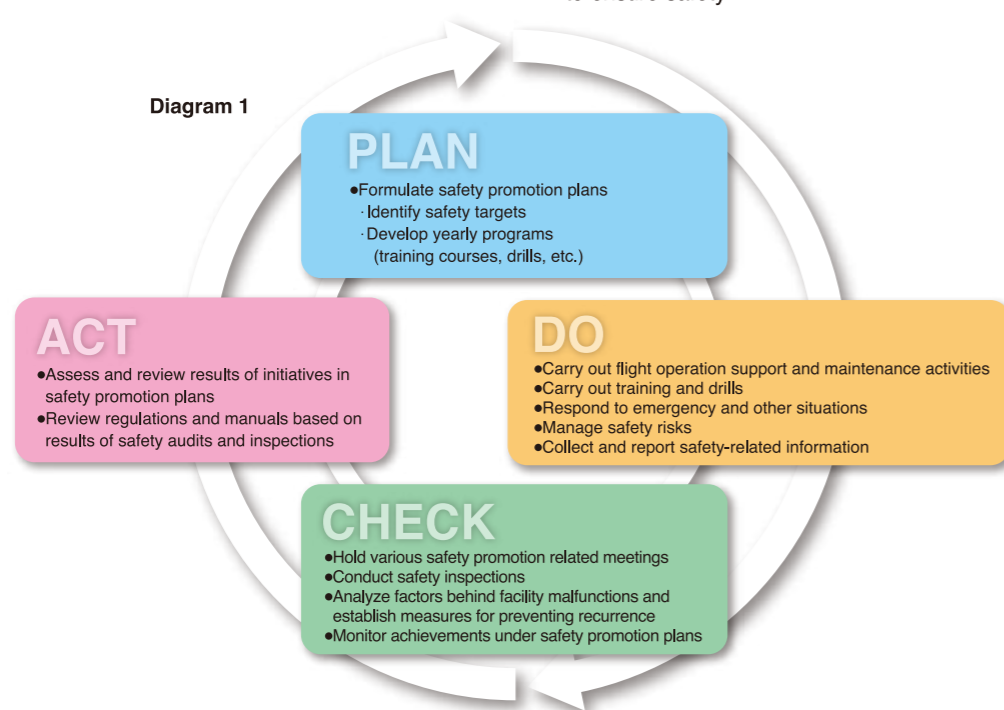 to ensure safety
Diagram 1
PLAN
●Formulate safety promotion plans
· Identify safety targets
· Develop yearly programs
(training courses, drills, etc.)
ACT
●Assess and review results of initiatives in
safety promotion plans
●Review regulations and manuals based on
results of safety audits and inspections
DO
●Carry out flight operation support and maintenance activities
●Carry out training and drills
●Respond to emergency and other situations
●Manage safety risks
●Collect and report safety-related information
CHECK
●Hold various safety promotion related meetings
●Conduct safety inspections
●Analyze factors behind facility malfunctions and
establish measures for preventing recurrence
●Monitor achievements under safety promotion plans